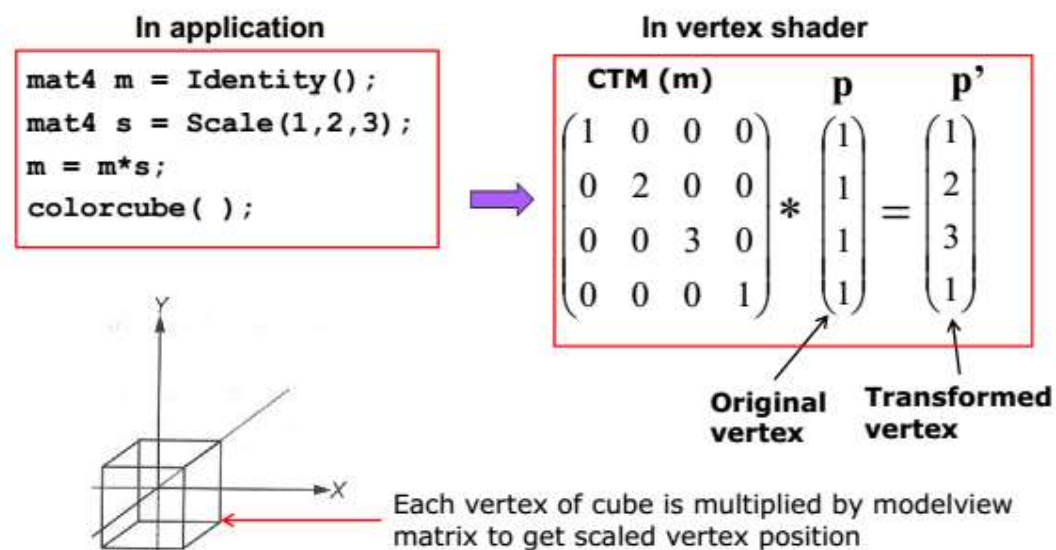 In application
mat4 m = Identity();
mat4 s = Scale(1,2,3);
m = m*s;
colorcube( );
In vertex shader
CTM (m) p p’
1 0 0 0 1 1
0 2 0 0 1 2
* =
0 0 3 0 1 3
0 0 0 1 1 1
Original vertex
Transformed vertex
Y
X
Each vertex of cube is multiplied by modelview
matrix to get scaled vertex position